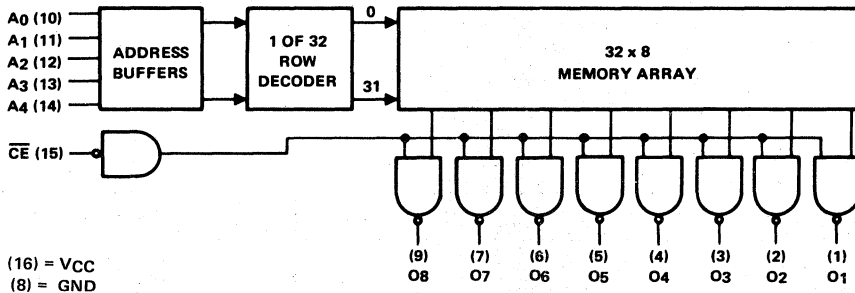 A0 (10)
A1 (11)
A2 (12)
A3 (13)
A4 (14)
ADDRESS
BUFFERS
1 OF 32
ROW
DECODER
0
31
32 x 8
MEMORY ARRAY
CE (15)
(9) (7) (6) (5) (4) (3) (2) (1)
O8 O7 O6 O5 O4 O3 O2 O1
(16) = VCC
(8) = GND